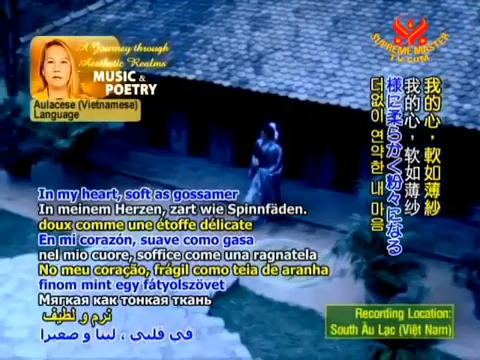 A Journey through
Aesthetic Realms
MUSIC &
POETRY
Aulacese (Vietnamese)
Language
SUPREME MASTER
TV.COM
我的心，軟如薄紗
我的心，软如薄纱
様に柔らかく粉々になる
더없이 연약한 내 마음
In my heart, soft as gossamer
In meinem Herzen, zart wie Spinnfäden.
doux comme une étoffe délicate
En mi corazón, suave como gasa
nel mio cuore, soffice come una ragnatela
No meu coração, frágil como teia de aranha
finom mint egy fátyolszövet
Мягкая как тонкая ткань
نرم و لطیف
في قلبي ، لينا و صغيرا
Recording Location:
South Âu Lạc (Việt Nam)